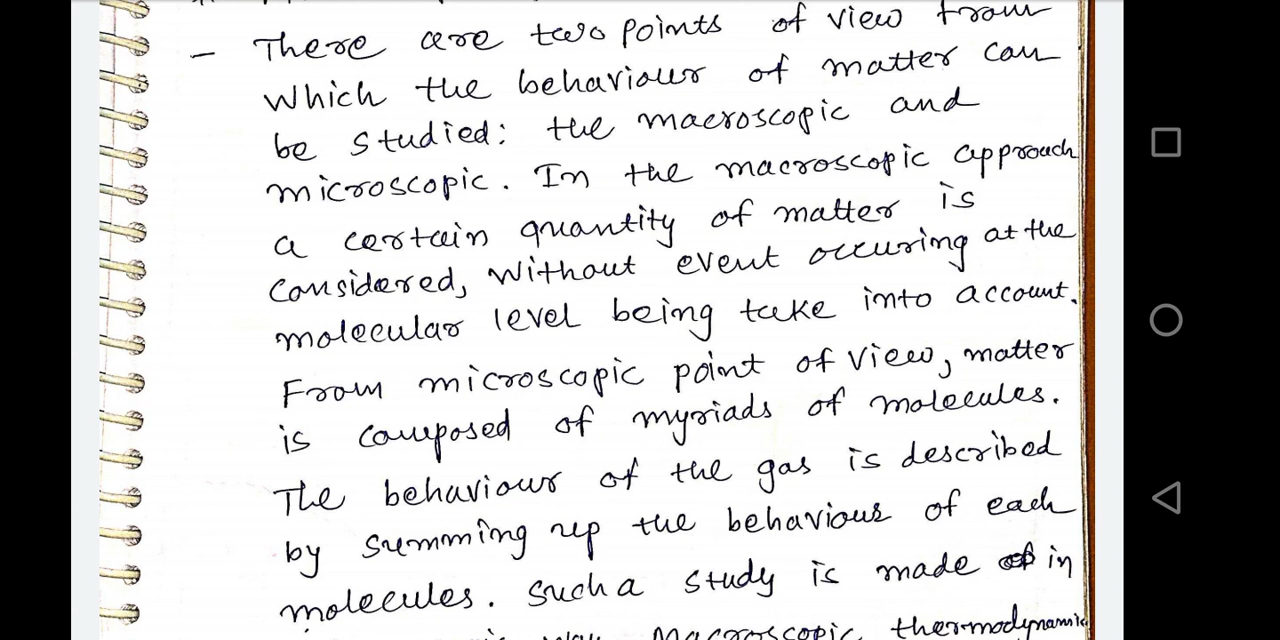 - There are two points of view from
which the behaviour of matter can
be studied: the macroscopic and
microscopic. In the macroscopic approach
a certain quantity of matter is
considered, without event occuring at the
molecular level being take into account.
From microscopic point of view, matter
is composed of myriads of molecules.
The behaviour of the gas is described
by summing up the behaviour of each
molecules. Such a study is made in
Macroscopic thermodynamic